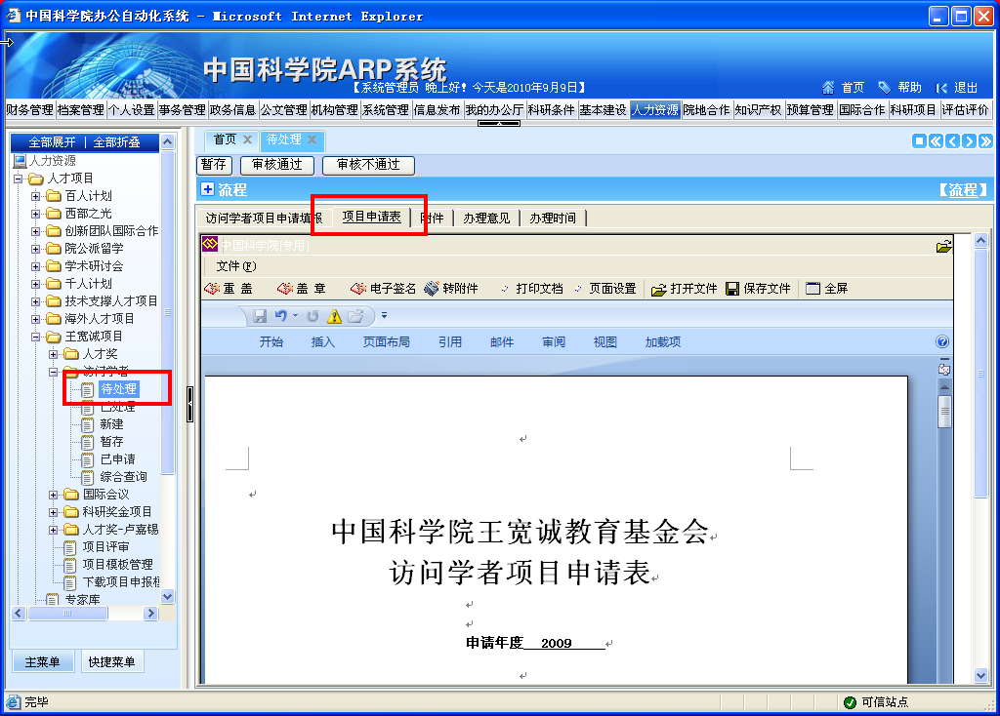 中国科学院办公自动化系统 - Microsoft Internet Explorer
中国科学院ARP系统
【系统管理员 晚上好! 今天是2010年9月9日】
首页 帮助 退出
财务管理 档案管理 个人设置 事务管理 政务信息 公文管理 机构管理 系统管理 信息发布 我的办公厅 科研条件 基本建设 人力资源 院地合作 知识产权 预算管理 国际合作 科研项目 评估评价
全部展开 | 全部折叠
人力资源
人才项目
百人计划
西部之光
创新团队国际合作
院公派留学
学术研讨会
千人计划
技术支撑人才项目
海外人才项目
王宽诚项目
人才奖
访问学者
待处理
已处理
新建
暂存
已申请
综合查询
国际会议
科研奖金项目
人才奖-卢嘉锡
项目评审
项目模板管理
下载项目申报模
专家库
主菜单 快捷菜单
首页 待处理
暂存 审核通过 审核不通过
流程 【流程】
访问学者项目申请填报 项目申请表 附件 办理意见 办理时间
中国科学院[专用]
文件(F)
重 盖 盖 章 电子签名 转附件 打印文档 页面设置 打开文件 保存文件 全屏
开始 插入 页面布局 引用 邮件 审阅 视图 加载项
中国科学院王宽诚教育基金会
访问学者项目申请表
申请年度 2009
完毕 可信站点